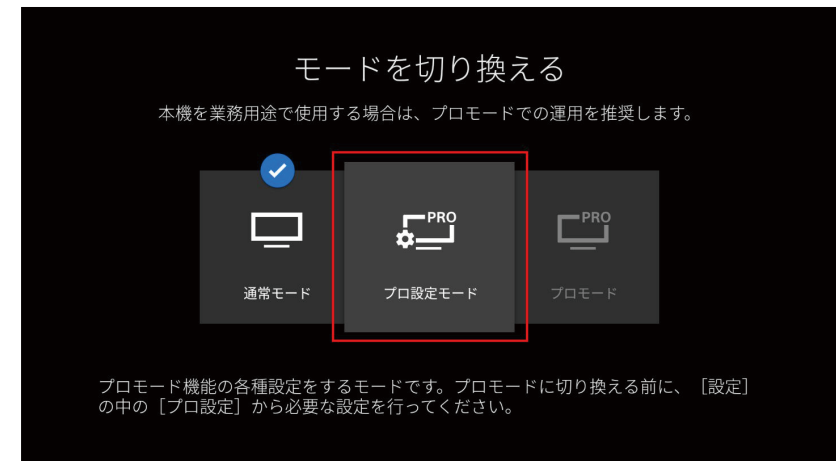 モードを切り換える
本機を業務用途で使用する場合は、プロモードでの運用を推奨します。
PRO
PRO
通常モード
プロ設定モード
プロモード
プロモード機能の各種設定をするモードです。プロモードに切り換える前に、［設定］
の中の［プロ設定］から必要な設定を行ってください。